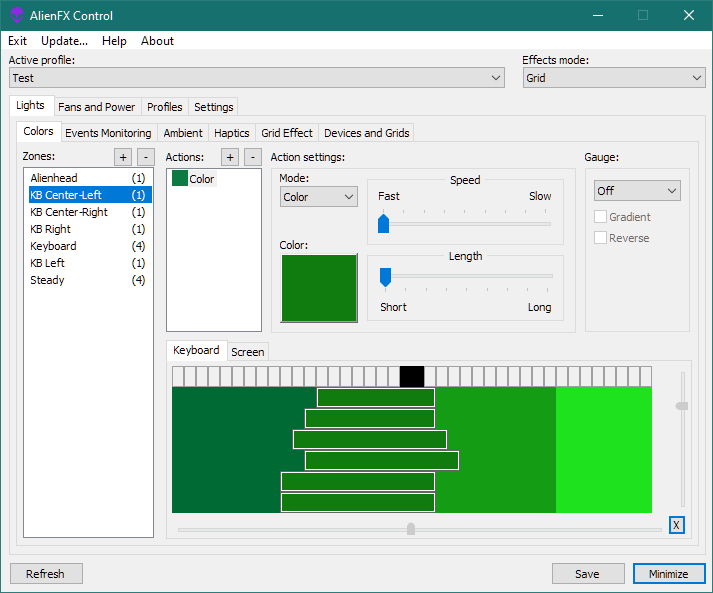 AlienFX Control
Exit Update... Help About
Active profile: Effects mode:
Test Grid
Lights Fans and Power Profiles Settings
Colors Events Monitoring Ambient Haptics Grid Effect Devices and Grids
Zones: + - Actions: + - Action settings: Gauge:
Alienhead (1)
KB Center-Left (1)
KB Center-Right (1)
KB Right (1)
Keyboard (4)
KB Left (1)
Steady (4)
Color
Mode:
Color
Color:
Speed
Fast Slow
Length
Short Long
Off
Gradient
Reverse
Keyboard Screen
X
Refresh Save Minimize